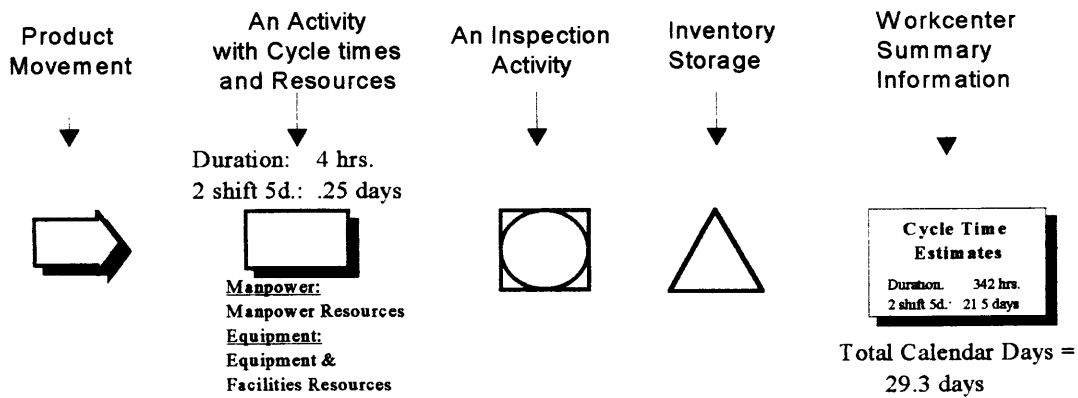 Product
Movement
An Activity
with Cycle times
and Resources
An Inspection
Activity
Inventory
Storage
Workcenter
Summary
Information
Duration: 4 hrs.
2 shift 5d.: .25 days
Manpower:
Manpower Resources
Equipment:
Equipment &
Facilities Resources
Cycle Time
Estimates
Duration. 342 hrs.
2 shift 5d.: 21 5 days
Total Calendar Days =
29.3 days